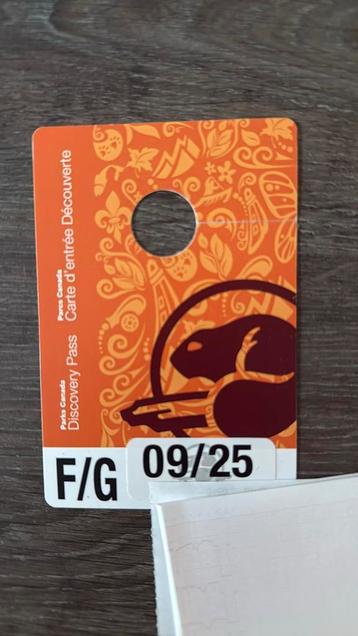 Parks Canada
Discovery Pass
Parcs Canada
Carte d'entrée Découverte
F/G
09/25